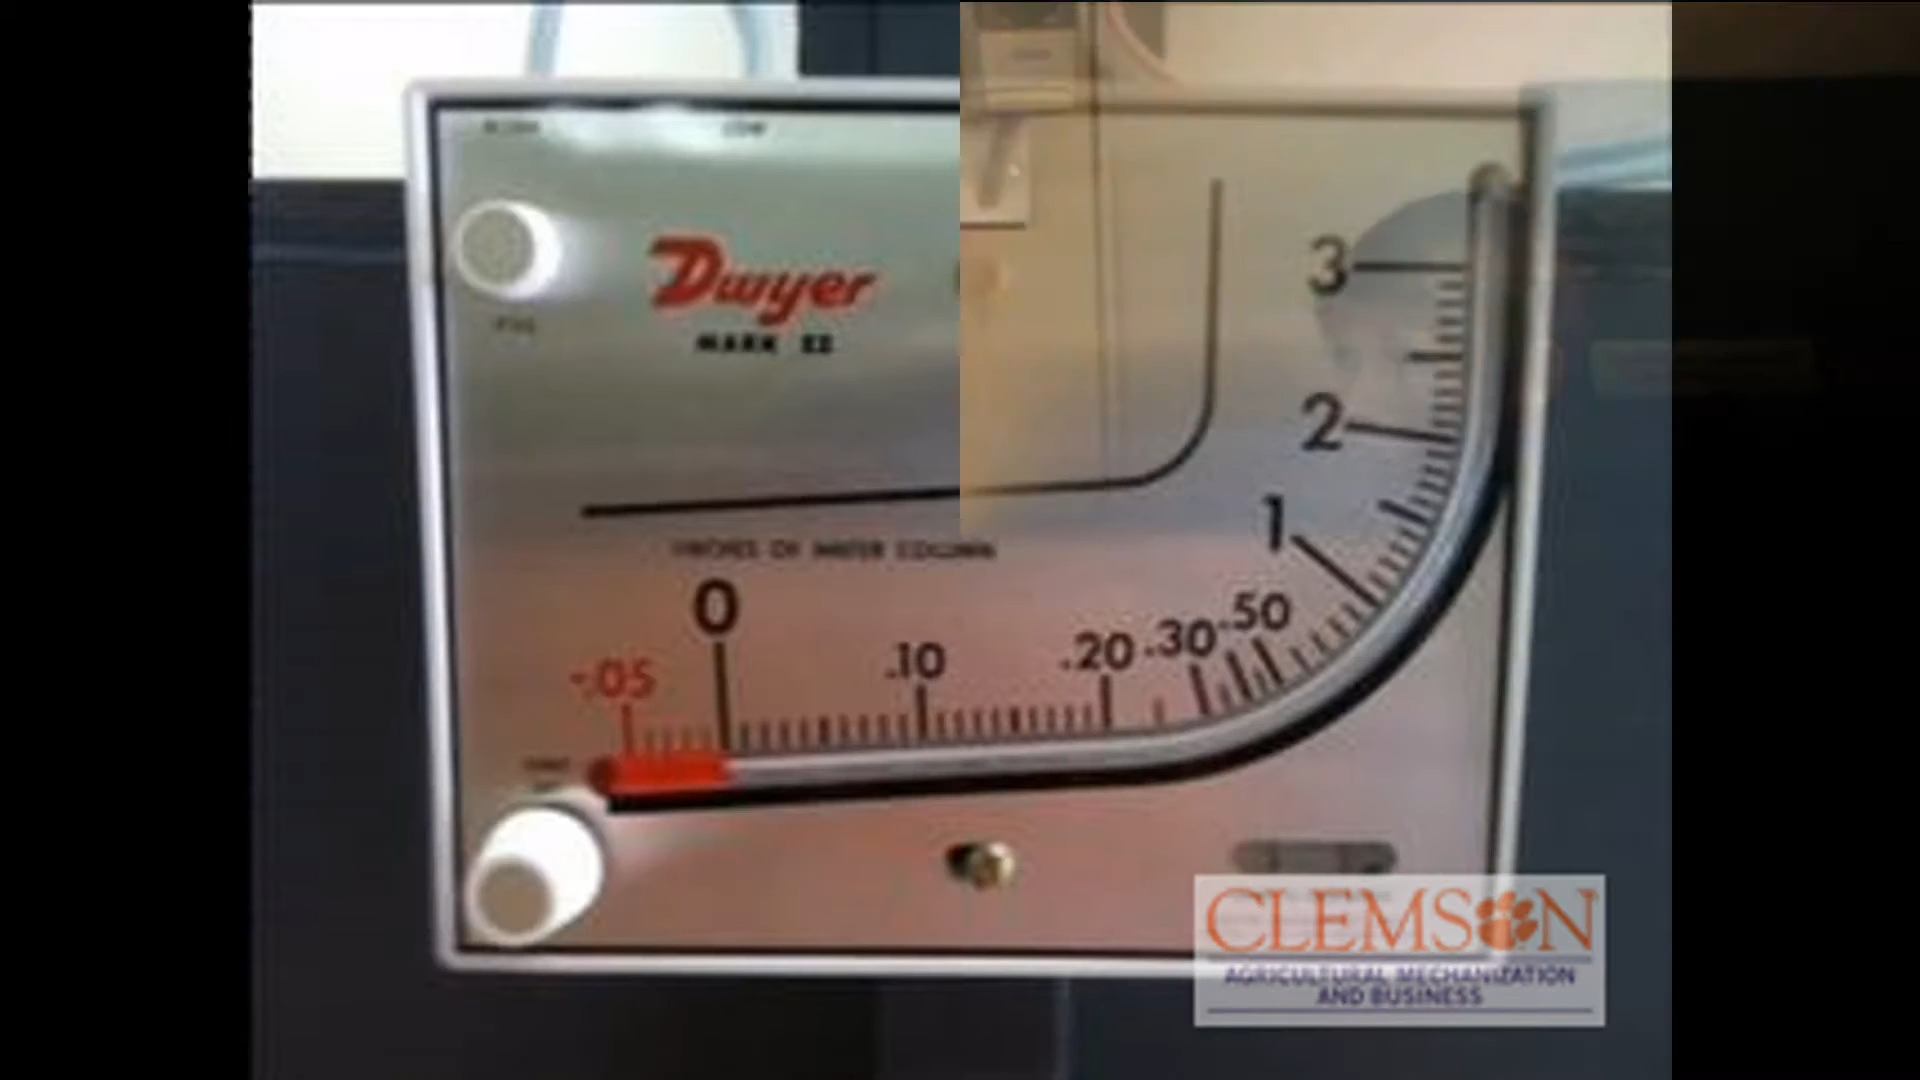 Dwyer
MARK II
INCHES OF WATER COLUMN
3
2
1
0
-.05
.10
.20
.30
.50
CLEMSON
AGRICULTURAL MECHANIZATION
AND BUSINESS